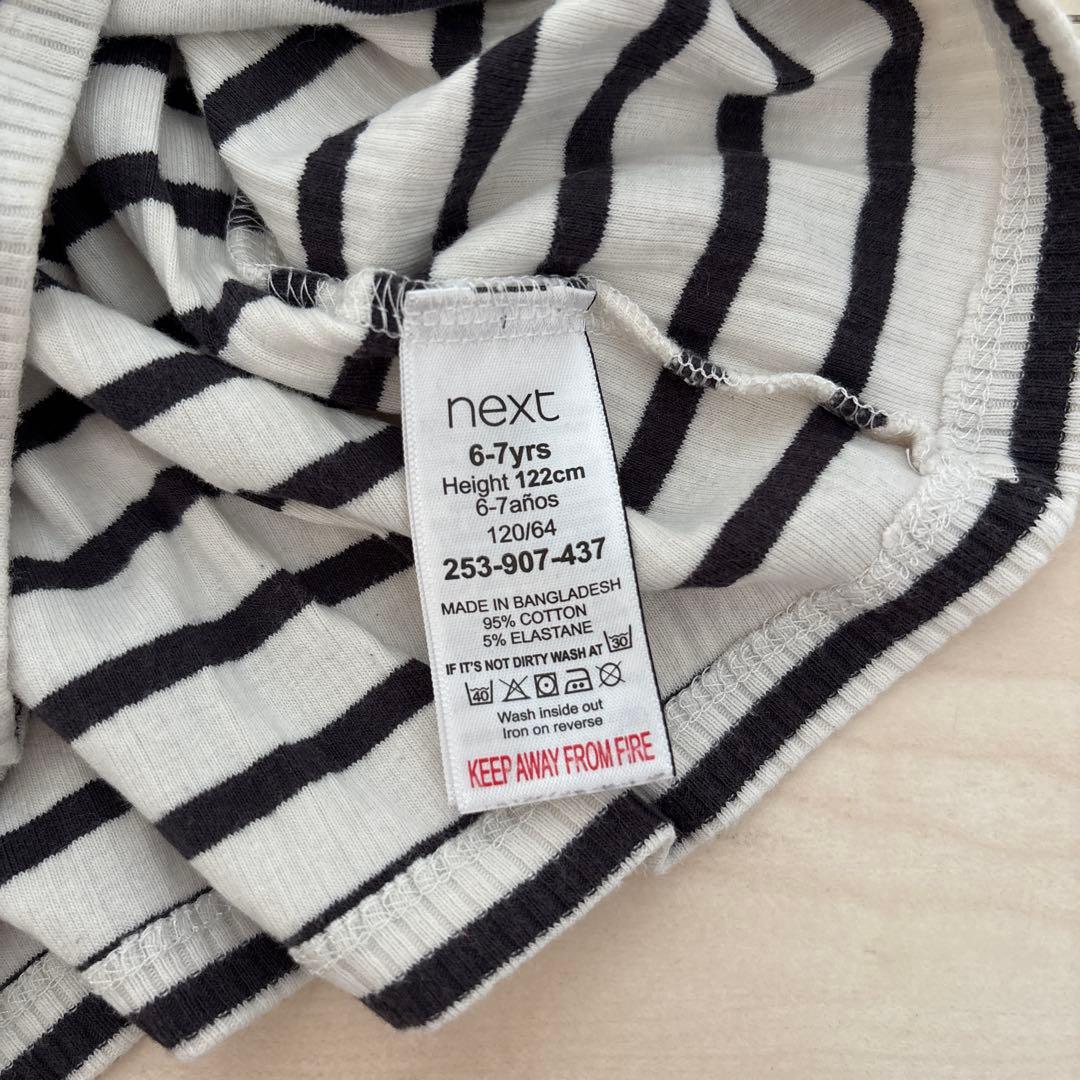 next
6-7yrs
Height 122cm
6-7años
120/64
253-907-437
MADE IN BANGLADESH
95% COTTON
5% ELASTANE
IF IT'S NOT DIRTY WASH AT 30
40
Wash inside out
Iron on reverse
KEEP AWAY FROM FIRE